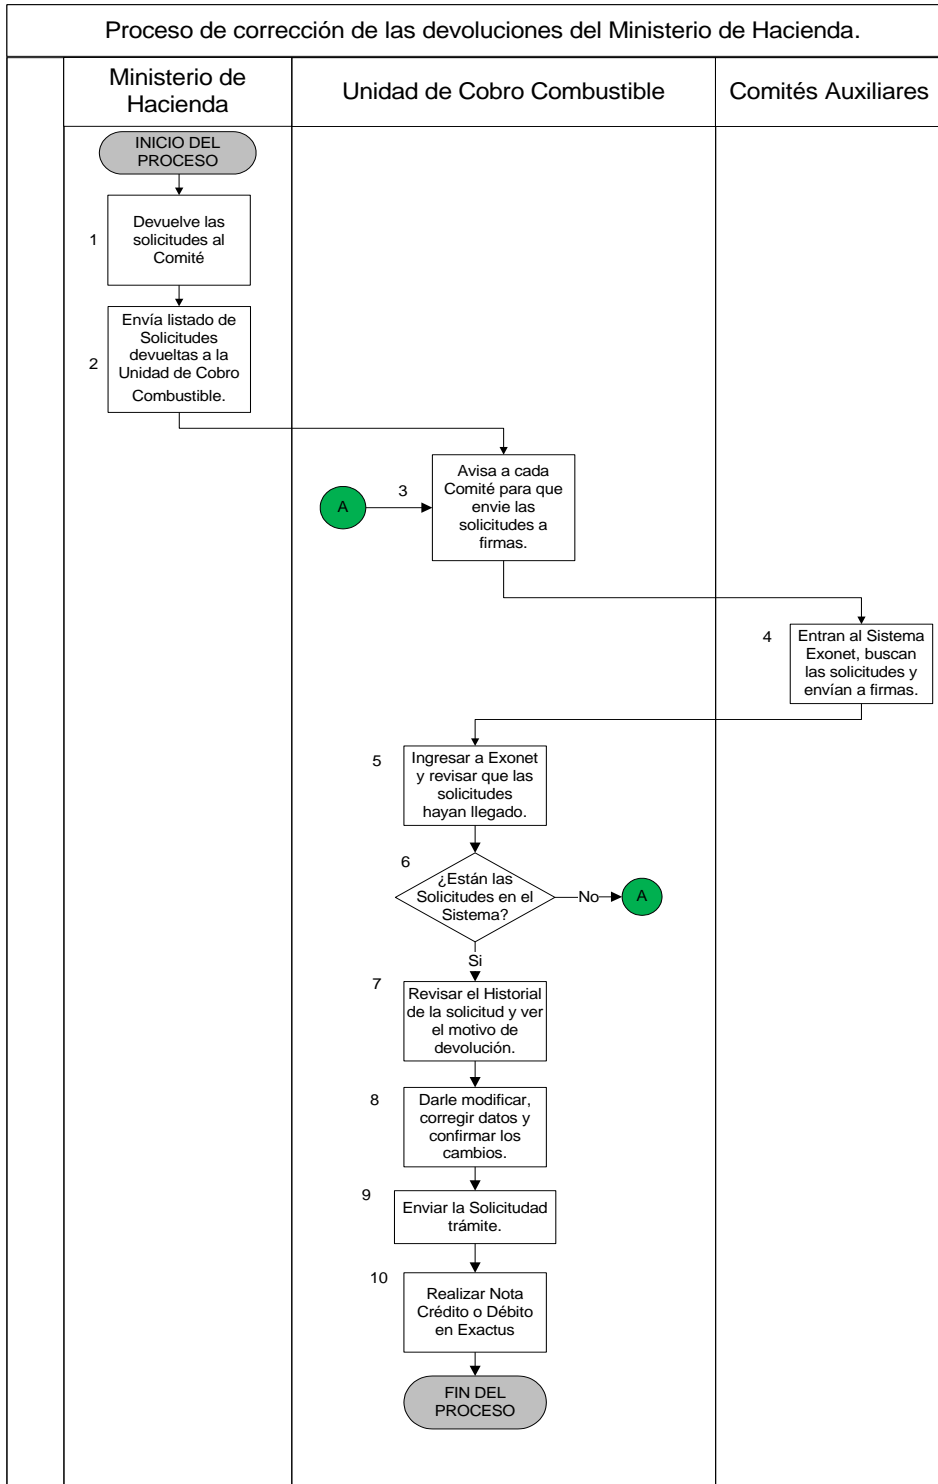 Proceso de corrección de las devoluciones del Ministerio de Hacienda.
Ministerio de
Hacienda
Unidad de Cobro Combustible
Comités Auxiliares
INICIO DEL
PROCESO
1
Devuelve las
solicitudes al
Comité
2
Envía listado de
Solicitudes
devueltas a la
Unidad de Cobro
Combustible.
A
3
Avisa a cada
Comité para que
envie las
solicitudes a
firmas.
4
Entran al Sistema
Exonet, buscan
las solicitudes y
envían a firmas.
5
Ingresar a Exonet
y revisar que las
solicitudes
hayan llegado.
6
¿Están las
Solicitudes en el
Sistema?
No
A
Si
7
Revisar el Historial
de la solicitud y ver
el motivo de
devolución.
8
Darle modificar,
corregir datos y
confirmar los
cambios.
9
Enviar la Solicitudad
trámite.
10
Realizar Nota
Crédito o Débito
en Exactus
FIN DEL
PROCESO